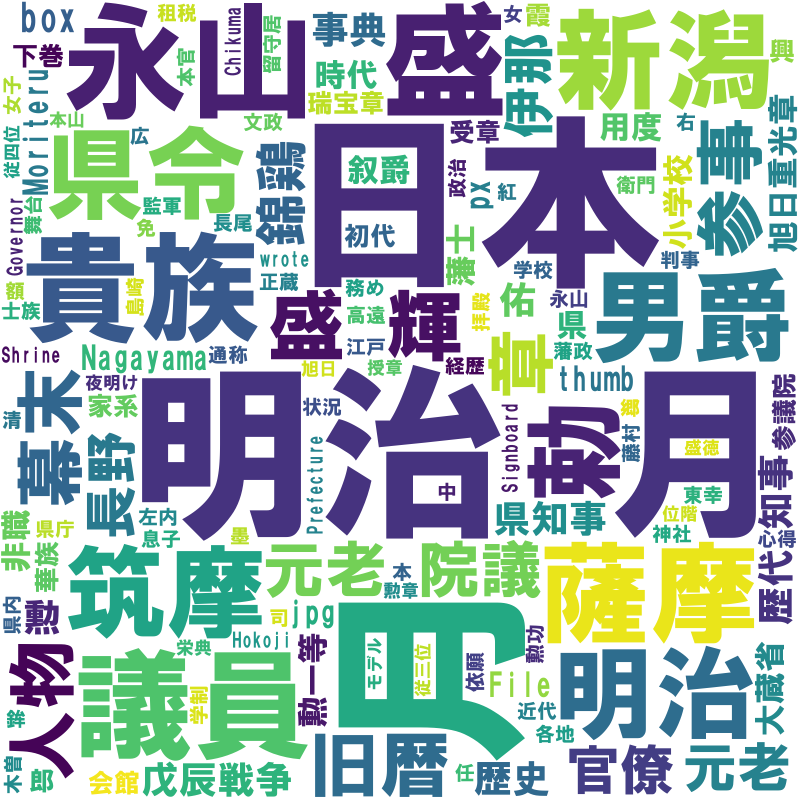 box
永山
租税
Chikuma
留守居
事典
盛
女
霞
新潟
興
下巻
本官
時代
伊那
女子
Moriteru
瑞宝章
受章
用度
右
旭日重光章
従四位
本山
広
文政
日本
県令
錦鶏
叙爵
政治
px
紅
衛門
小学校
参事
舞台
監軍
長尾
Governor
免
初代
藩士
貴族
wrote
学校
判事
額
島崎
正蔵
務め
佑
永山
男爵
士族
盛輝
高遠
拝殿
県
Shrine
Nagayama
通称
江戸
章
藩政
旭日
授章
経歴
thumb
幕末
夜明け
明治
月
参議院
清
家系
状況
勅
郷
藤村
盛徳
長野
Prefecture
中
Signboard
東幸
知事
左内
県知事
位階
非職
県庁
息子
墨
神社
心
華族
筑摩
元老
院議
薩摩
歴代
本
勲章
県内
司
jpg
円
Hokoji
勲功
人物
議員
栄典
勲一等
モデル
従三位
依願
明治
大蔵省
学制
File
近代
各地
木曽
会館
戊辰戦争
旧暦
任
歴史
官僚
元老